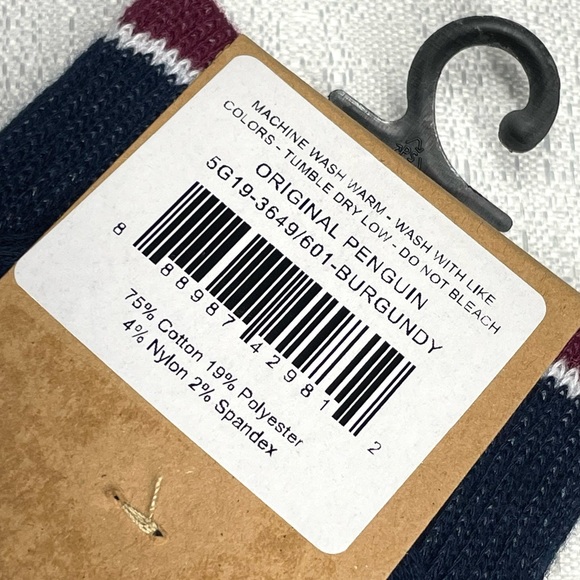 MACHINE WASH WARM - WASH WITH LIKE
COLORS - TUMBLE DRY LOW - DO NOT BLEACH
ORIGINAL PENGUIN
5G19-3649/601-BURGUNDY
8 88987 42981 2
75% Cotton 19% Polyester
4% Nylon 2% Spandex